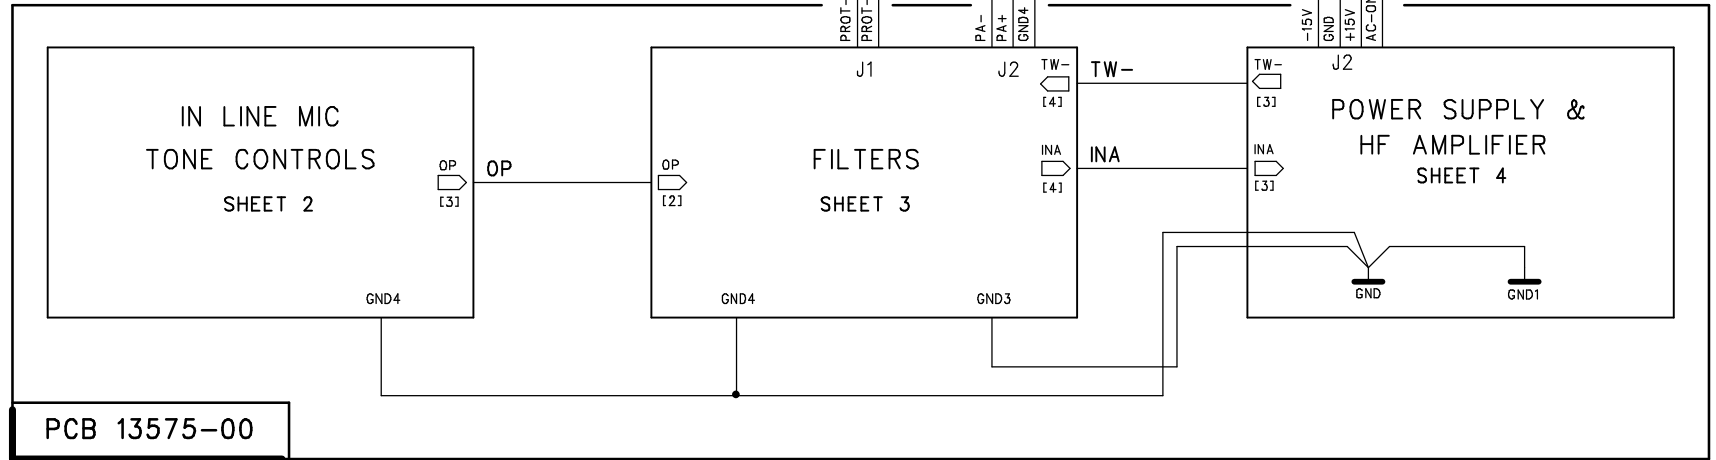 PROT-
PROT-
PA-
PA+
GND4
-15V
GND
+15V
J1
J2
TW-
TW-
TW-
J2
[4]
[3]
IN LINE MIC
TONE CONTROLS
SHEET 2
OP
OP
[3]
OP
[2]
FILTERS
SHEET 3
INA
INA
INA
[4]
[3]
POWER SUPPLY &
HF AMPLIFIER
SHEET 4
GND4
GND4
GND3
GND
GND1
PCB 13575-00